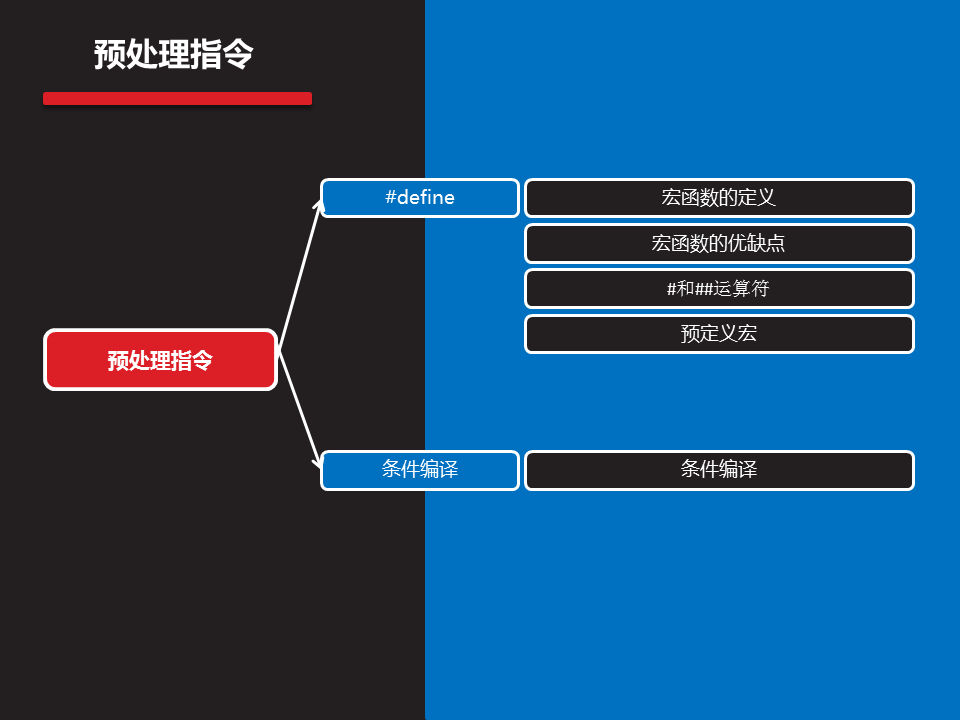 预处理指令
预处理指令
#define
宏函数的定义
宏函数的优缺点
#和##运算符
预定义宏
条件编译
条件编译